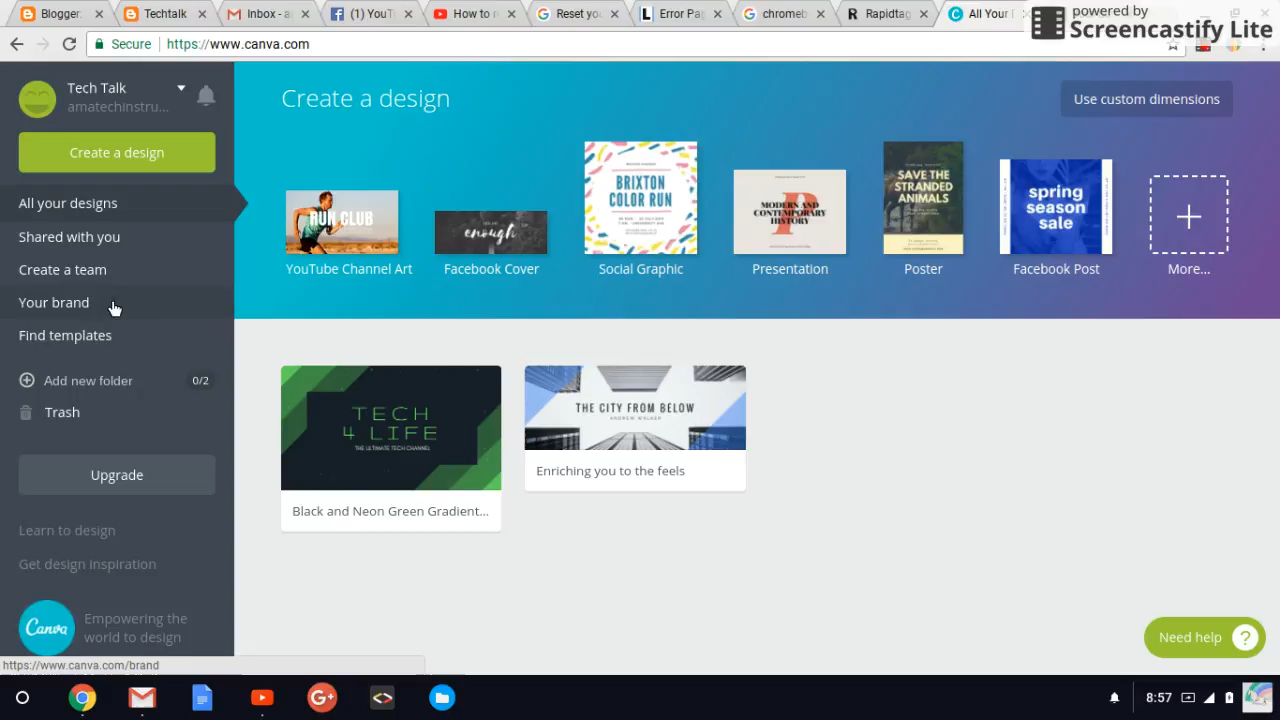 Blogger:
Techtalk
Inbox - a
(3) YouT
How to
Reset yo
Error Pa
chromeb
Rapidtag
All Your
powered by
Screencastify Lite
Secure
https://www.canva.com
Tech Talk
amatechinstru...
Create a design
All your designs
Shared with you
Create a team
Your brand
Find templates
Add new folder
0/2
Trash
Upgrade
Learn to design
Get design inspiration
Canva
Empowering the
world to design
https://www.canva.com/brand
Create a design
Use custom dimensions
RUN CLUB
YouTube Channel Art
enough
Facebook Cover
BRIXTON
COLOR RUN
Social Graphic
MODERN AND
CONTEMPORARY
HISTORY
Presentation
SAVE THE
STRANDED
ANIMALS
Poster
spring
season
sale
Facebook Post
More...
TECH
4 LIFE
THE ULTIMATE TECH CHANNEL
Black and Neon Green Gradient...
THE CITY FROM BELOW
ANDREW WALKER
Enriching you to the feels
Need help ?
8:57